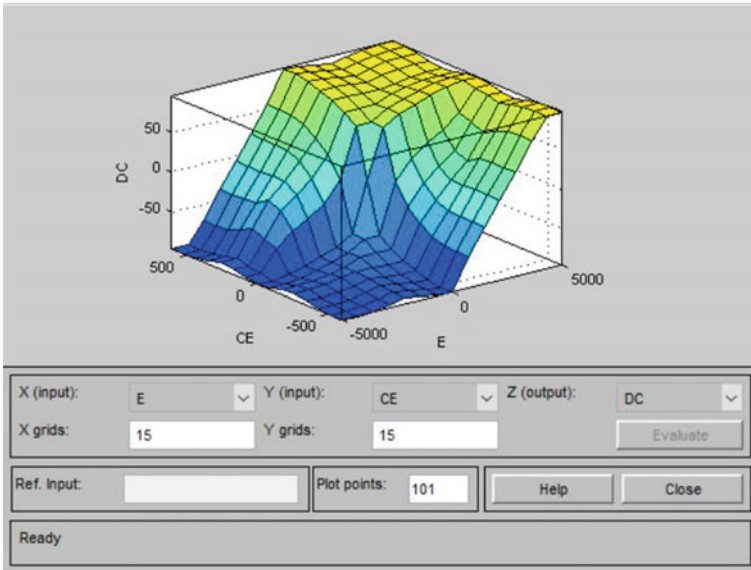 50
0
-50
DC
500
0
-500
CE
-5000
0
5000
E
X (input): E Y (input): CE Z (output): DC
X grids: 15 Y grids: 15 Evaluate
Ref. Input: Plot points: 101 Help Close
Ready